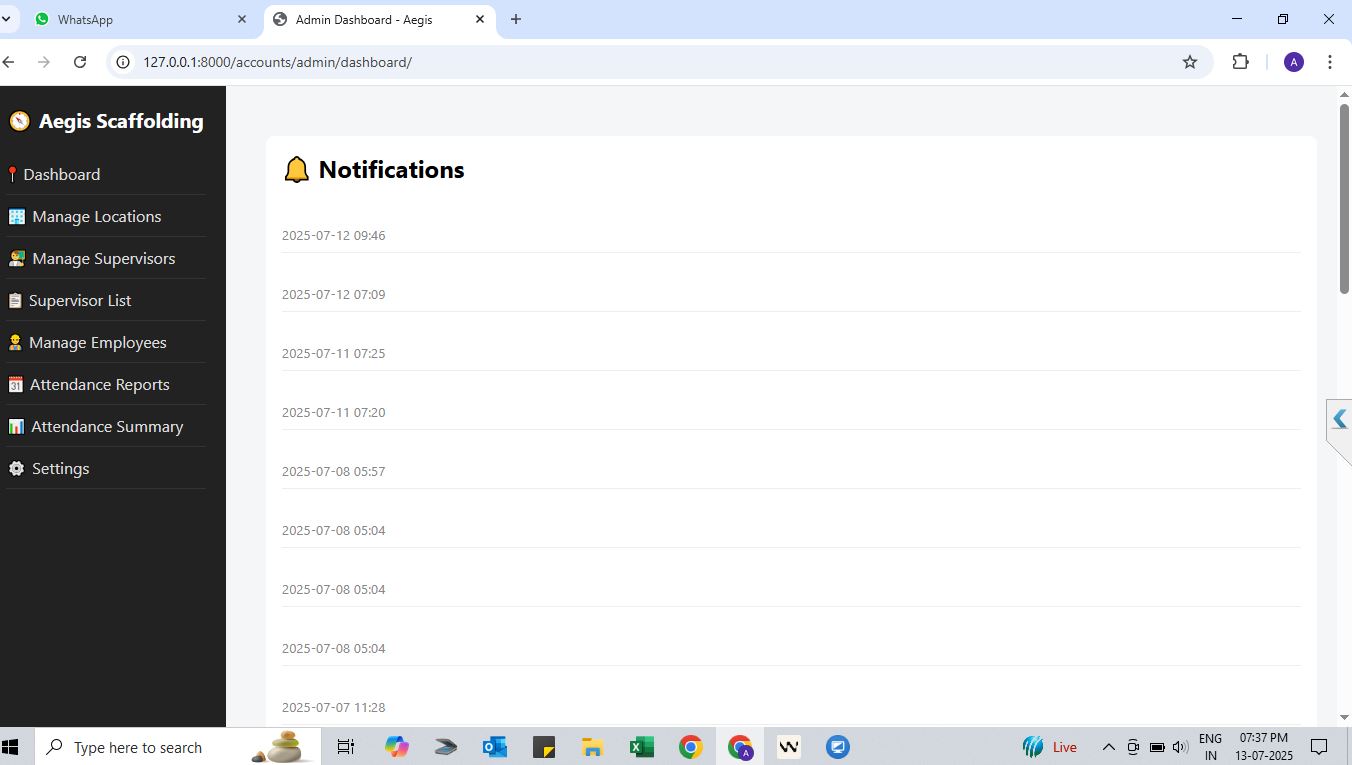 WhatsApp
Admin Dashboard - Aegis
127.0.0.1:8000/accounts/admin/dashboard/
A
Aegis Scaffolding
Dashboard
Manage Locations
Manage Supervisors
Supervisor List
Manage Employees
31 Attendance Reports
Attendance Summary
Settings
Notifications
2025-07-12 09:46
2025-07-12 07:09
2025-07-11 07:25
2025-07-11 07:20
2025-07-08 05:57
2025-07-08 05:04
2025-07-08 05:04
2025-07-08 05:04
2025-07-07 11:28
Type here to search
A
W
Live
ENG
IN
07:37 PM
13-07-2025